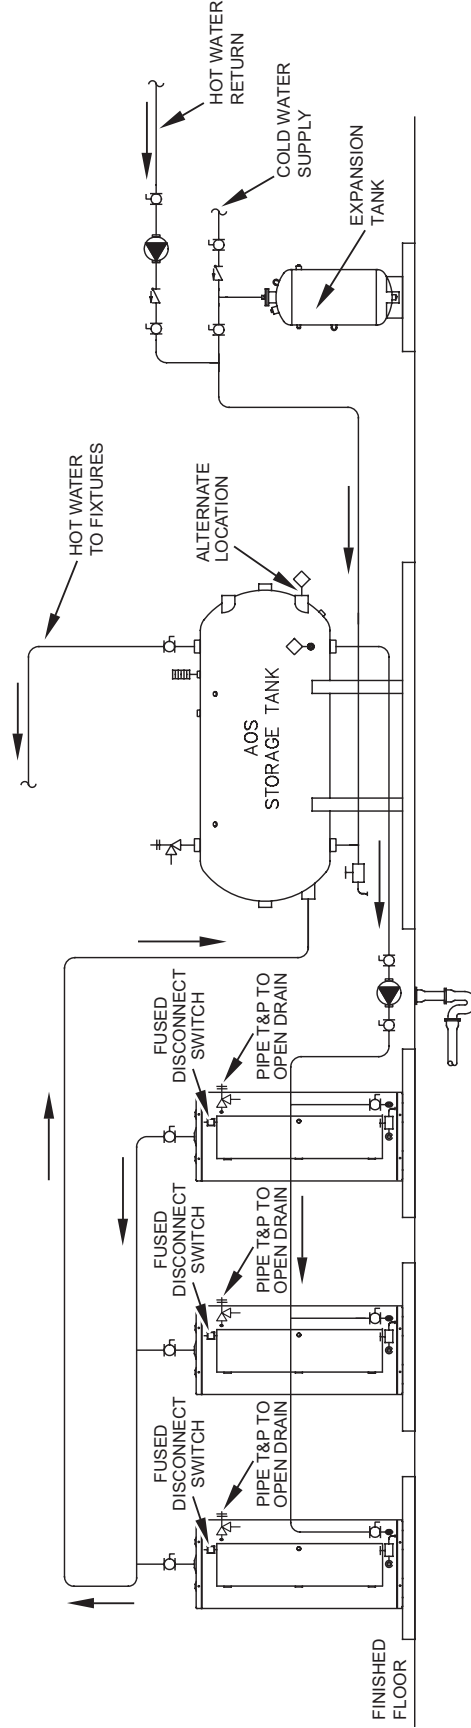 FINISHED
FLOOR
FUSED
DISCONNECT
SWITCH
PIPE T&P TO
OPEN DRAIN
FUSED
DISCONNECT
SWITCH
PIPE T&P TO
OPEN DRAIN
FUSED
DISCONNECT
SWITCH
PIPE T&P TO
OPEN DRAIN
HOT WATER
TO FIXTURES
AOS
STORAGE TANK
ALTERNATE
LOCATION
HOT WATER
RETURN
COLD WATER
SUPPLY
EXPANSION
TANK